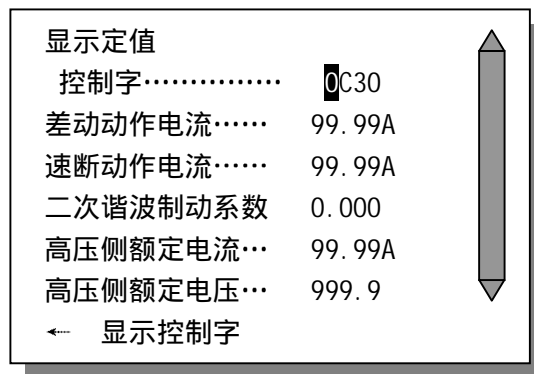 显示定值
控制字…………… 0C30
差动动作电流…… 99.99A
速断动作电流…… 99.99A
二次谐波制动系数 0.000
高压侧额定电流… 99.99A
高压侧额定电压… 999.9
← 显示控制字